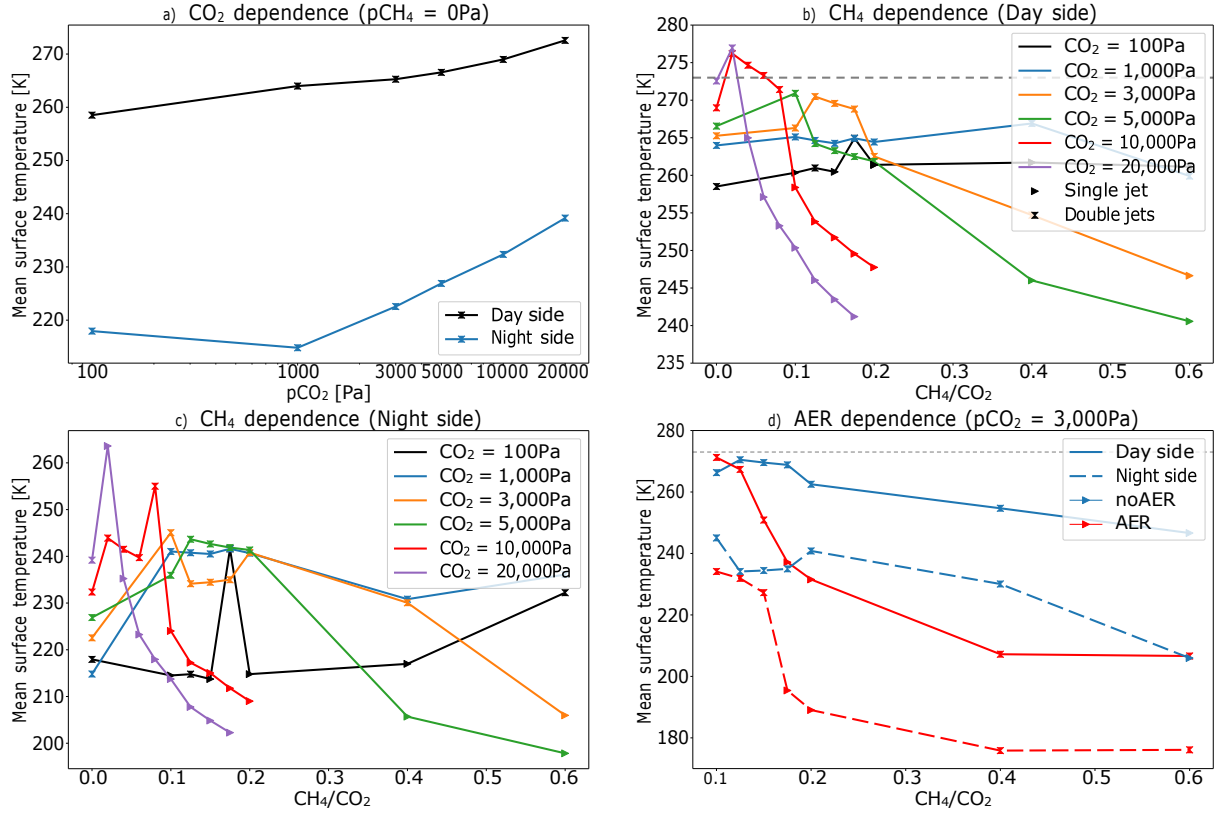 a) CO₂ dependence (pCH₄ = 0Pa)
Mean surface temperature [K]
270
260
250
240
230
220
Day side
Night side
100
1000
3000
5000
10000
20000
pCO₂ [Pa]
b) CH₄ dependence (Day side)
Mean surface temperature [K]
280
275
270
265
260
255
250
245
240
235
CO₂ = 100Pa
CO₂ = 1,000Pa
CO₂ = 3,000Pa
CO₂ = 5,000Pa
CO₂ = 10,000Pa
CO₂ = 20,000Pa
Single jet
Double jets
0.0 0.1 0.2 0.3 0.4 0.5 0.6
CH₄/CO₂
c) CH₄ dependence (Night side)
Mean surface temperature [K]
260
250
240
230
220
210
200
CO₂ = 100Pa
CO₂ = 1,000Pa
CO₂ = 3,000Pa
CO₂ = 5,000Pa
CO₂ = 10,000Pa
CO₂ = 20,000Pa
0.0 0.1 0.2 0.3 0.4 0.5 0.6
CH₄/CO₂
d) AER dependence (pCO₂ = 3,000Pa)
Mean surface temperature [K]
280
260
240
220
200
180
Day side
Night side
noAER
AER
0.1 0.2 0.3 0.4 0.5 0.6
CH₄/CO₂